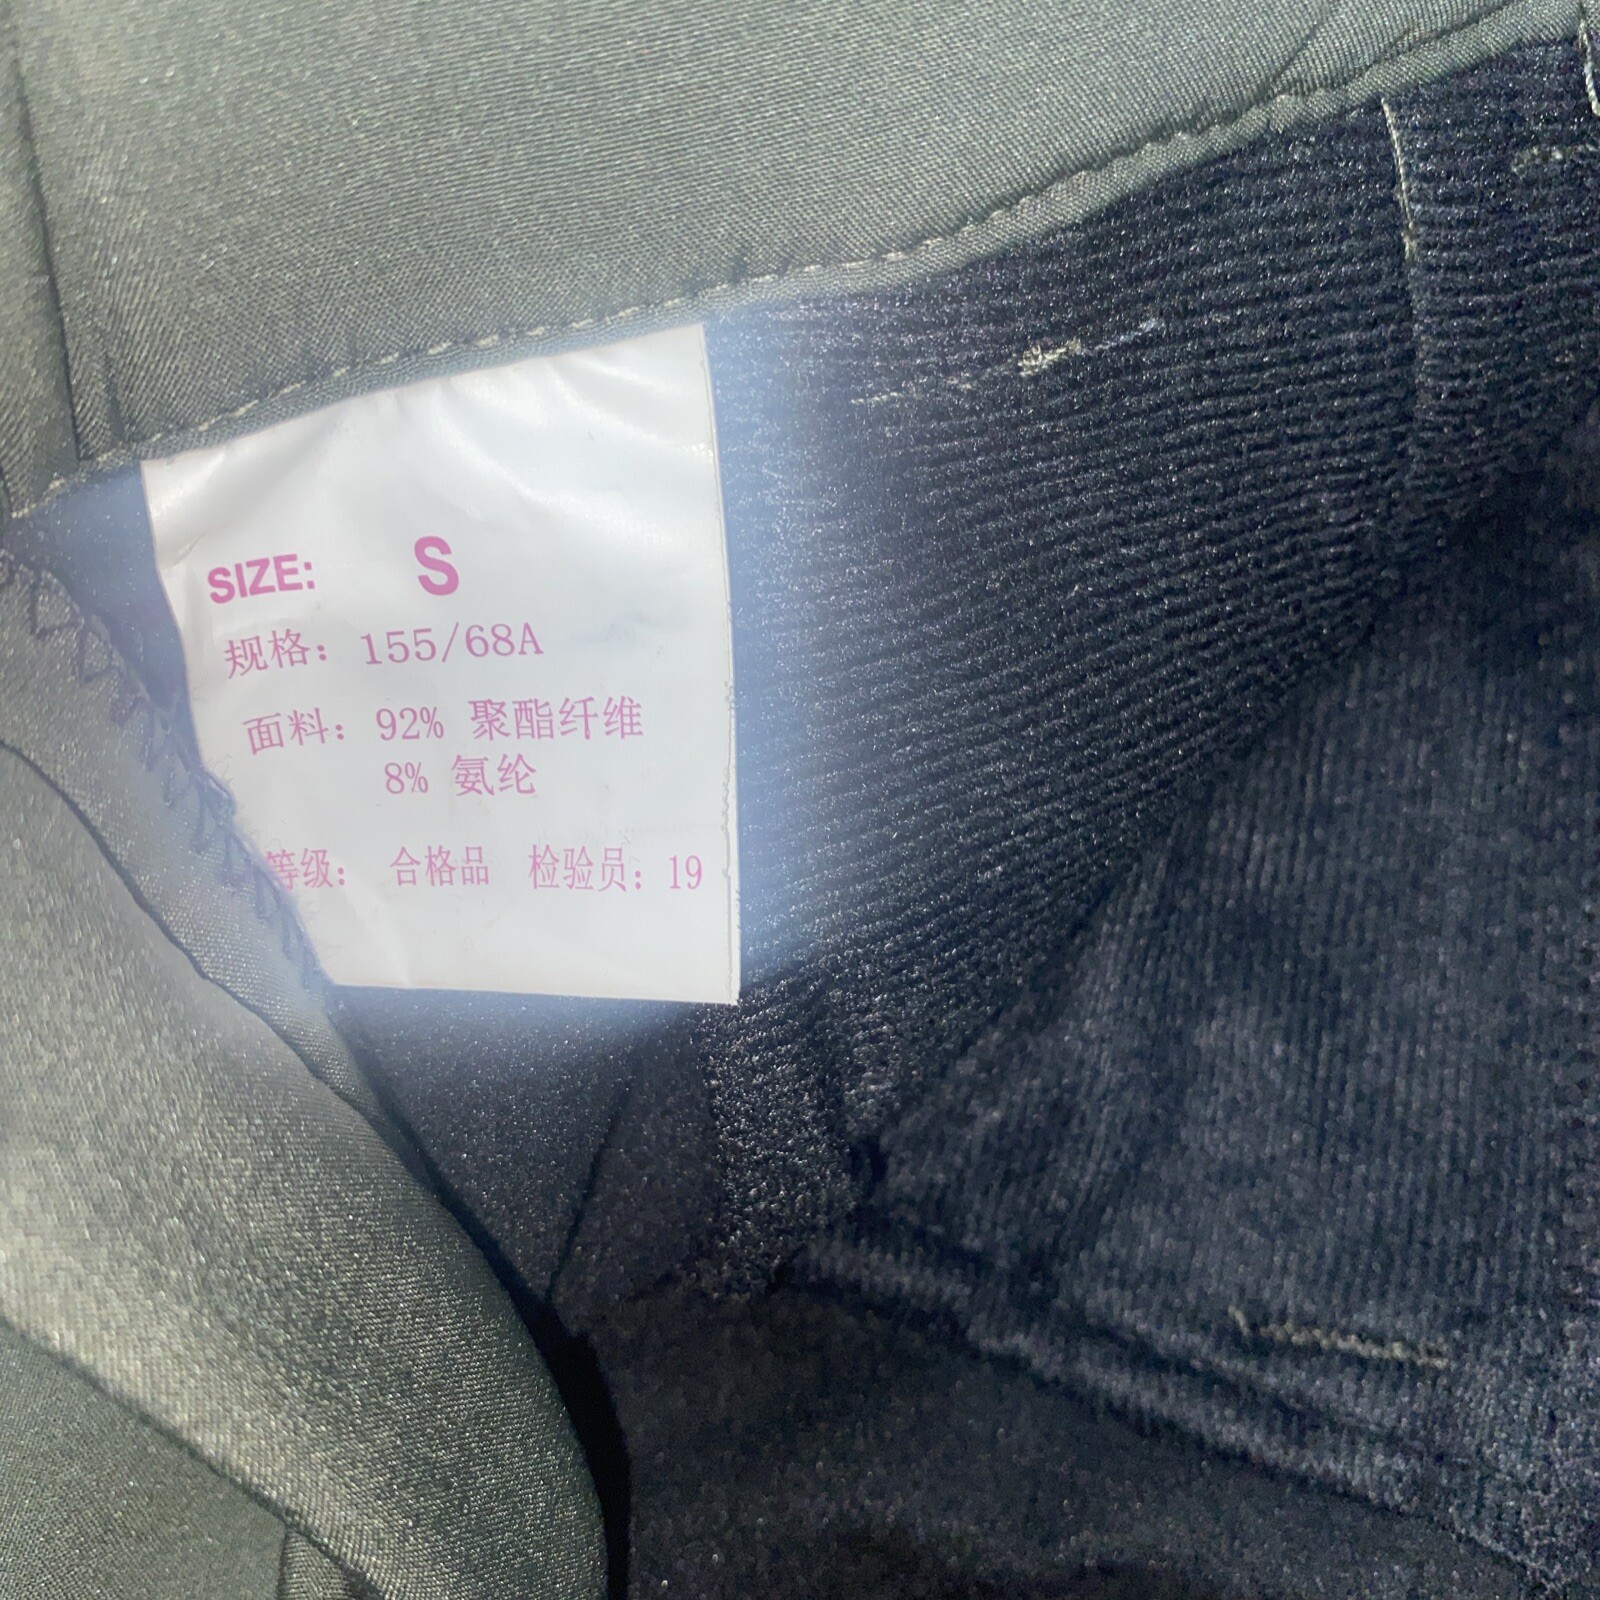 SIZE: S
规格：155/68A
面料：92% 聚酯纤维
8% 氨纶
等级： 合格品 检验员：19